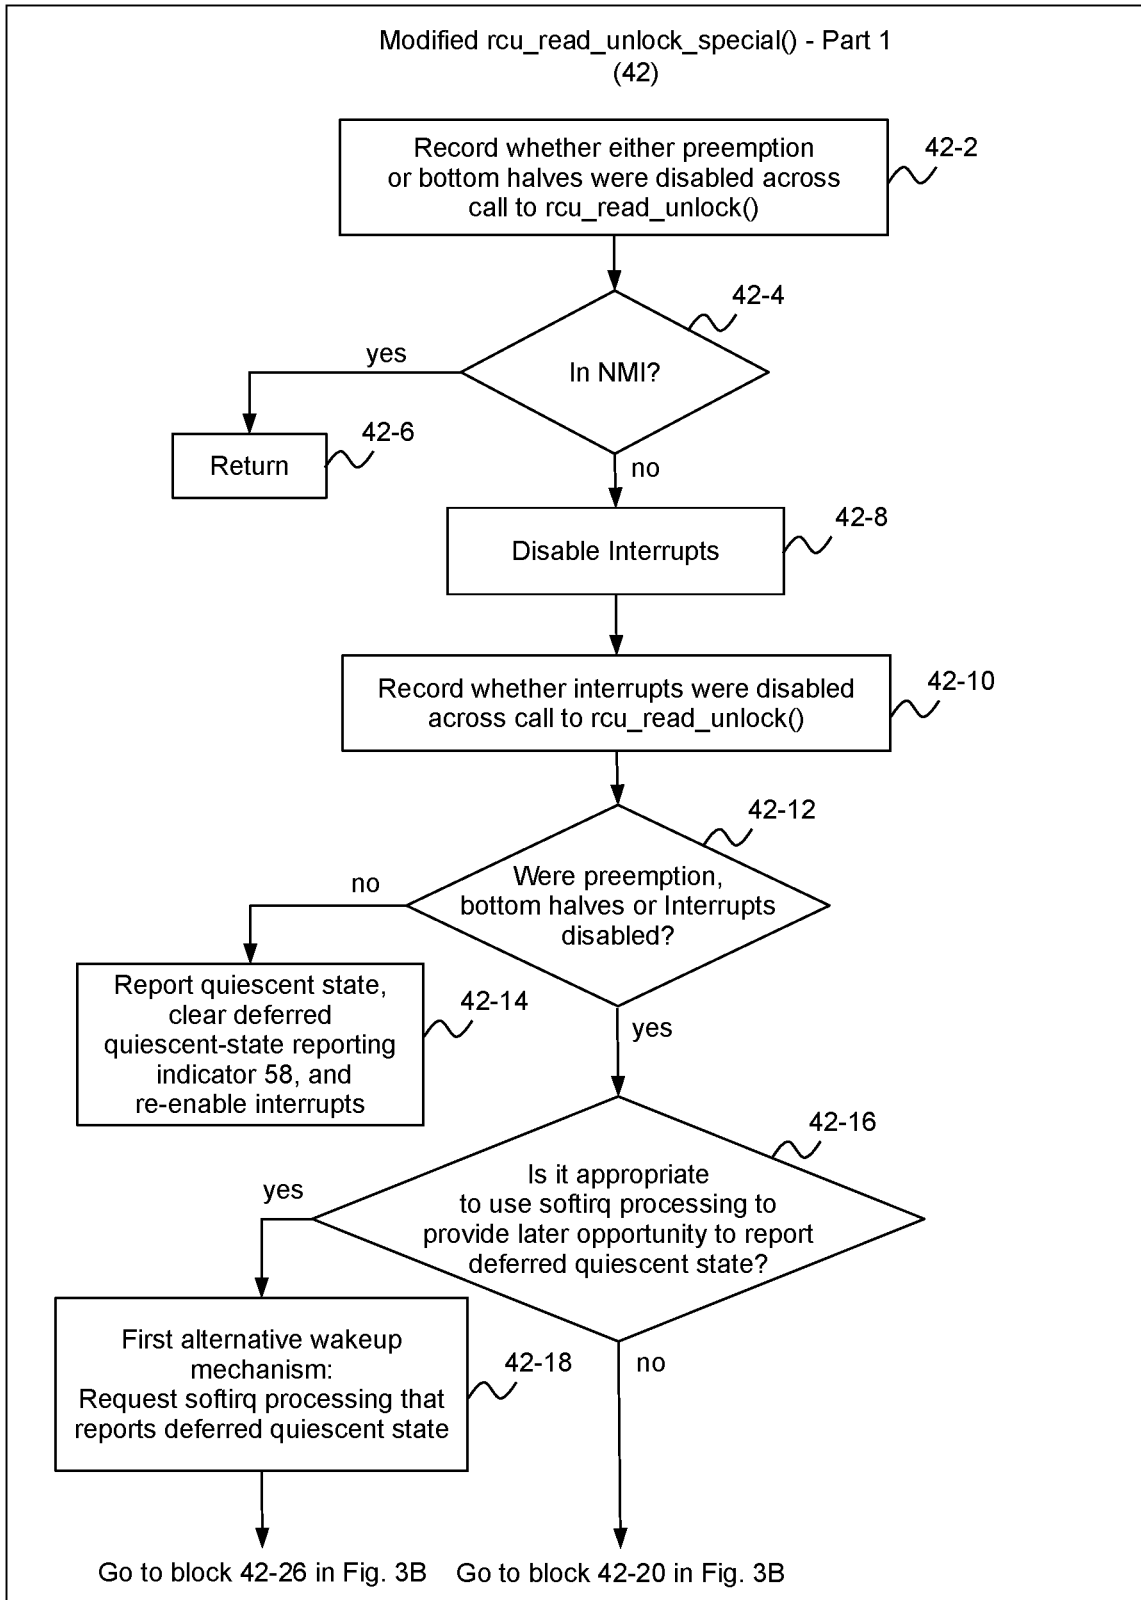 Modified rcu_read_unlock_special() - Part 1
(42)
Record whether either preemption
or bottom halves were disabled across
call to rcu_read_unlock()
42-2
42-4
In NMI?
yes
42-6
Return
no
42-8
Disable Interrupts
42-10
Record whether interrupts were disabled
across call to rcu_read_unlock()
42-12
Were preemption,
bottom halves or Interrupts
disabled?
no
Report quiescent state,
clear deferred
quiescent-state reporting
indicator 58, and
re-enable interrupts
42-14
yes
42-16
Is it appropriate
to use softirq processing to
provide later opportunity to report
deferred quiescent state?
yes
First alternative wakeup
mechanism:
Request softirq processing that
reports deferred quiescent state
42-18
no
Go to block 42-26 in Fig. 3B
Go to block 42-20 in Fig. 3B